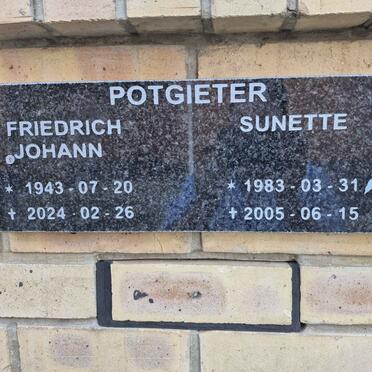 POTGIETER
FRIEDRICH
JOHANN
* 1943 - 07 - 20
✝ 2024 - 02 - 26
SUNETTE
* 1983 - 03 - 31
✝ 2005 - 06 - 15